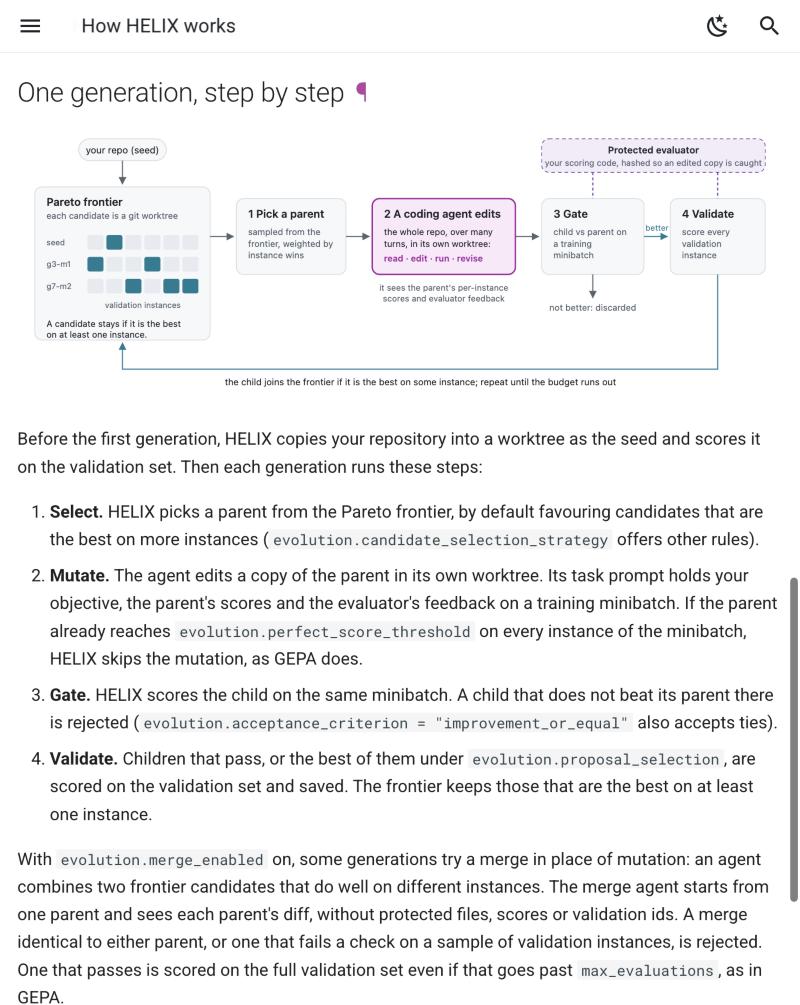 How HELIX works
One generation, step by step ¶
your repo (seed)
Pareto frontier
each candidate is a git worktree
seed
g3-m1
g7-m2
validation instances
A candidate stays if it is the best
on at least one instance.
1 Pick a parent
sampled from the
frontier, weighted by
instance wins
2 A coding agent edits
the whole repo, over many
turns, in its own worktree:
read · edit · run · revise
it sees the parent's per-instance
scores and evaluator feedback
Protected evaluator
your scoring code, hashed so an edited copy is caught
3 Gate
child vs parent on
a training
minibatch
better
not better: discarded
4 Validate
score every
validation
instance
the child joins the frontier if it is the best on some instance; repeat until the budget runs out
Before the first generation, HELIX copies your repository into a worktree as the seed and scores it
on the validation set. Then each generation runs these steps:
1. Select. HELIX picks a parent from the Pareto frontier, by default favouring candidates that are
the best on more instances ( evolution.candidate_selection_strategy offers other rules).
2. Mutate. The agent edits a copy of the parent in its own worktree. Its task prompt holds your
objective, the parent's scores and the evaluator's feedback on a training minibatch. If the parent
already reaches evolution.perfect_score_threshold on every instance of the minibatch,
HELIX skips the mutation, as GEPA does.
3. Gate. HELIX scores the child on the same minibatch. A child that does not beat its parent there
is rejected ( evolution.acceptance_criterion = "improvement_or_equal" also accepts ties).
4. Validate. Children that pass, or the best of them under evolution.proposal_selection , are
scored on the validation set and saved. The frontier keeps those that are the best on at least
one instance.
With evolution.merge_enabled on, some generations try a merge in place of mutation: an agent
combines two frontier candidates that do well on different instances. The merge agent starts from
one parent and sees each parent's diff, without protected files, scores or validation ids. A merge
identical to either parent, or one that fails a check on a sample of validation instances, is rejected.
One that passes is scored on the full validation set even if that goes past max_evaluations , as in
GEPA.